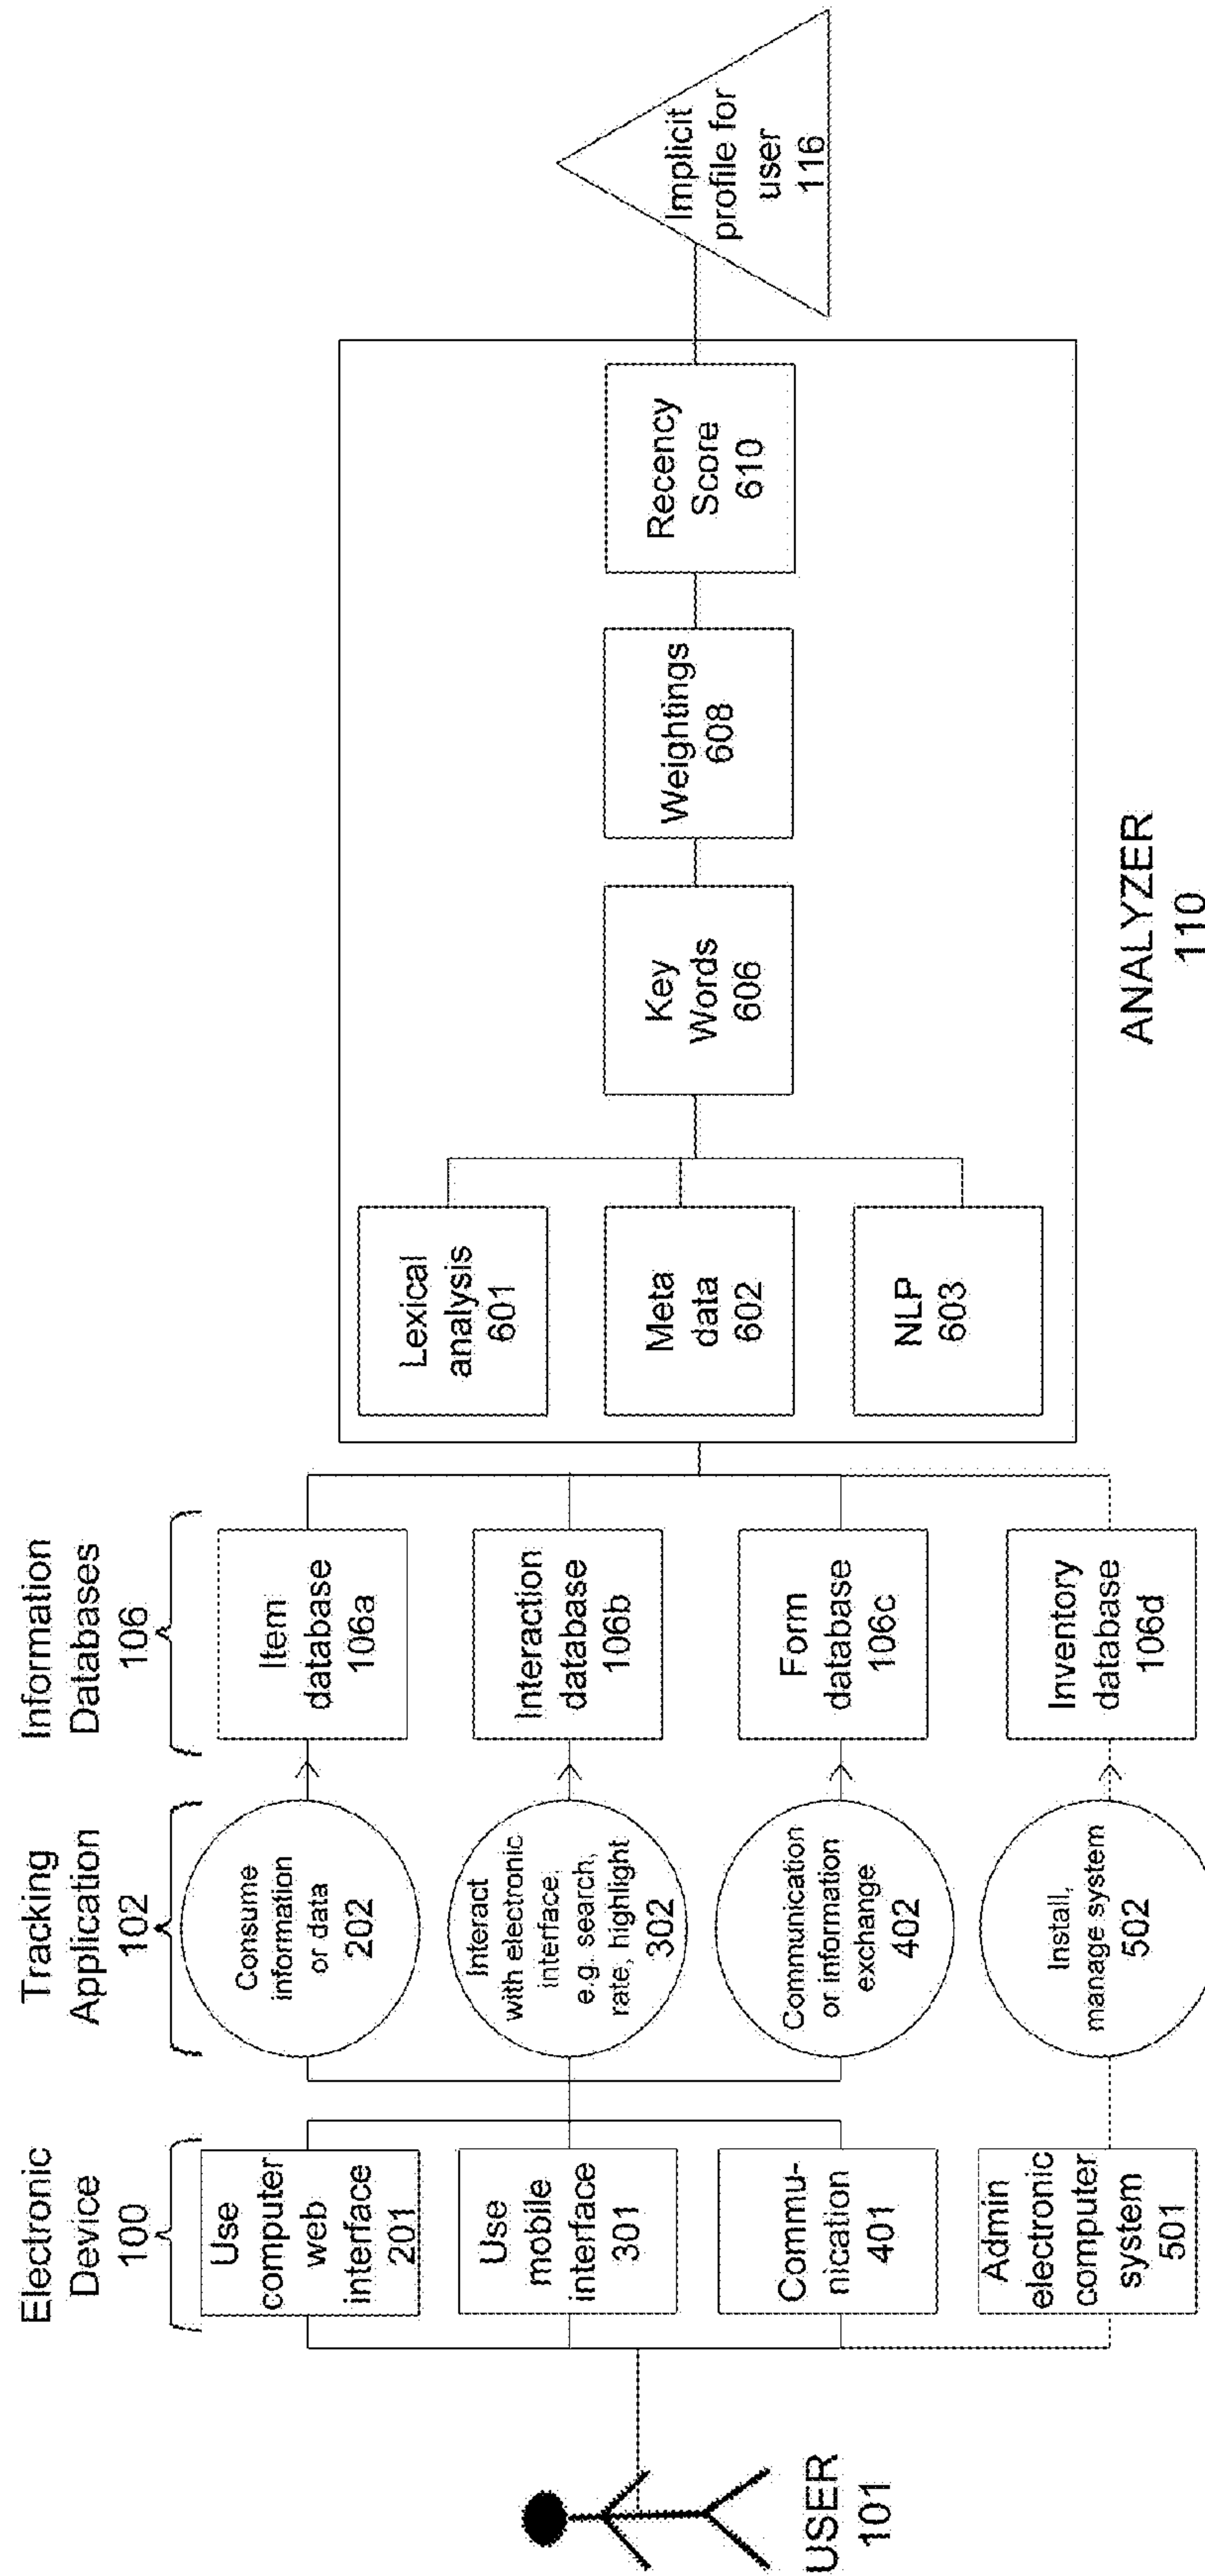 Electronic
Device
100
Tracking
Application
102
Information
Databases
106
USER
101
Use
computer
web
interface
201
Use
mobile
interface
301
Commu-
nication
401
Admin
electronic
computer
system
501
Consume
information
or data
202
Interact
with electronic
interface,
e.g. search,
rate, highlight
302
Communication
or information
exchange
402
Install,
manage system
502
Item
database
106a
Interaction
database
106b
Form
database
106c
Inventory
database
106d
Lexical
analysis
601
Meta
data
602
NLP
603
Key
Words
606
Weightings
608
Recency
Score
610
ANALYZER
110
Implicit
profile for
user
116